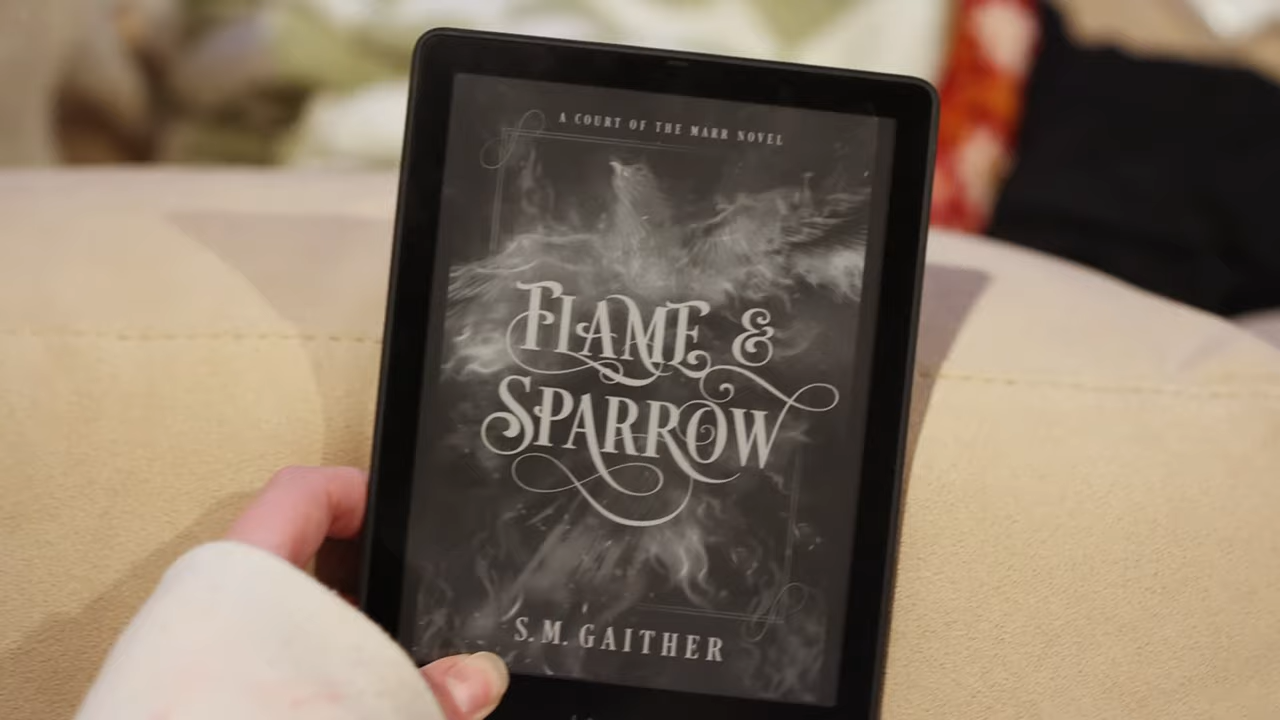 A COURT OF THE MARR NOVEL
FLAME &
SPARROW
S. M. GAITHER